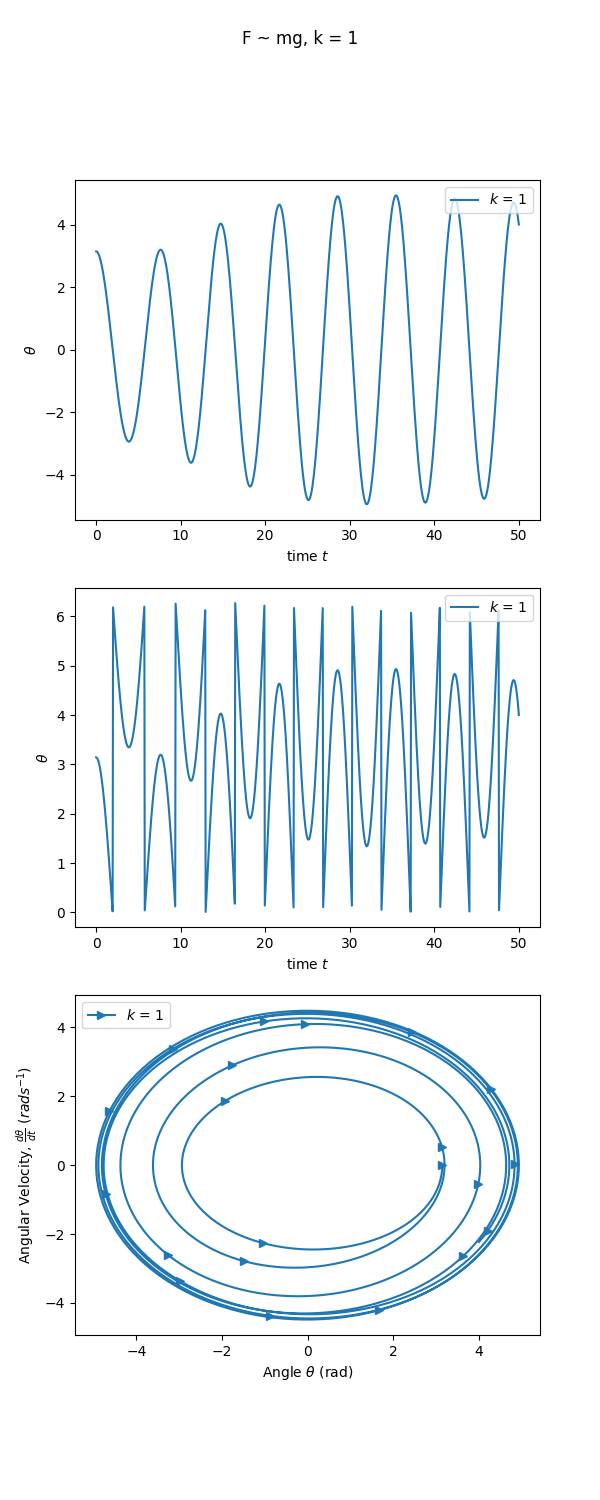 F ~ mg, k = 1
k = 1
4
2
0
−2
−4
θ
0 10 20 30 40 50
time t
k = 1
6
5
4
3
2
1
0
θ
0 10 20 30 40 50
time t
k = 1
4
2
0
−2
−4
Angular Velocity, dθ/dt (rads⁻¹)
−4 −2 0 2 4
Angle θ (rad)